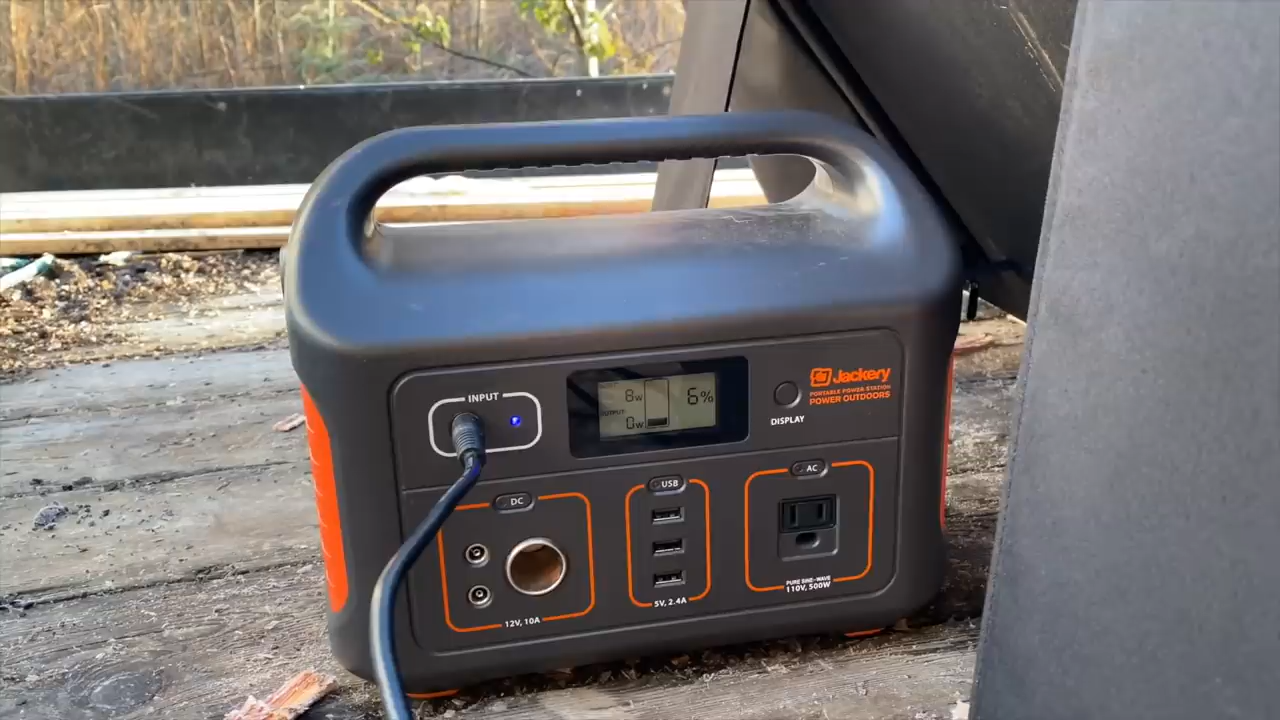 INPUT
8W
6%
OUTPUT
0W
DISPLAY
Jackery
PORTABLE POWER STATION
POWER OUTDOORS
DC
12V, 10A
USB
5V, 2.4A
AC
PURE SINE-WAVE
110V, 500W